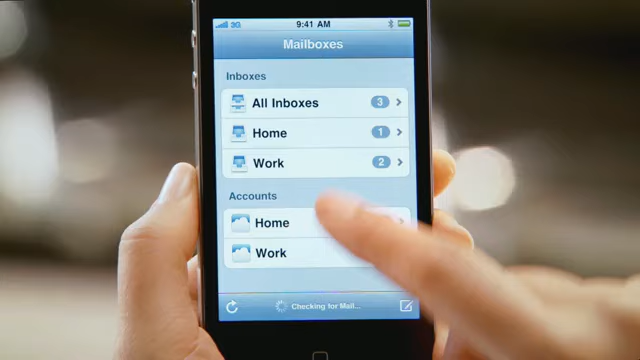 3G 9:41 AM
Mailboxes
Inboxes
All Inboxes 3
Home 1
Work 2
Accounts
Home
Work
Checking for Mail...